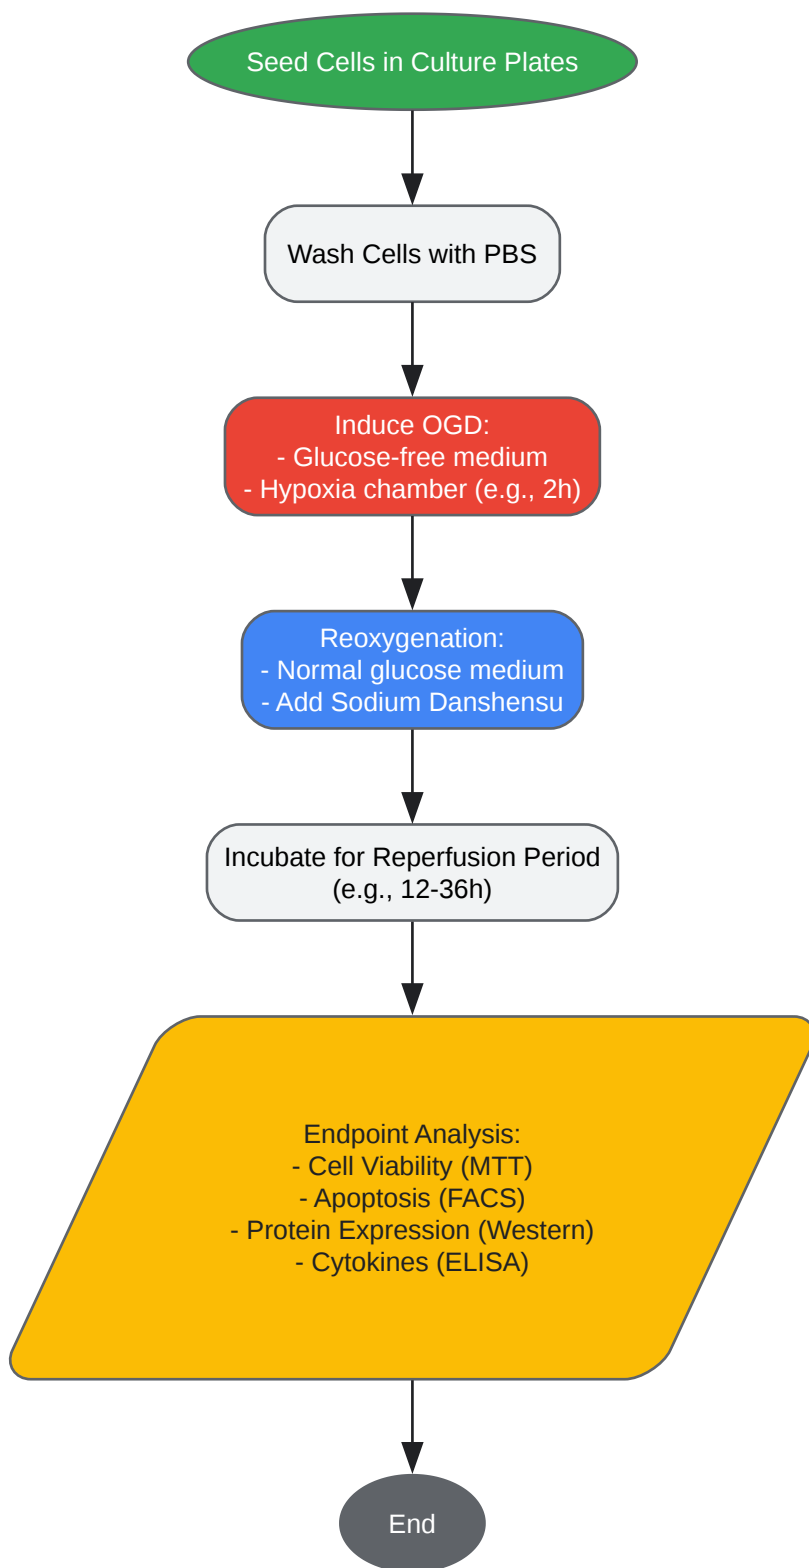 Seed Cells in Culture Plates
Wash Cells with PBS
Induce OGD:
- Glucose-free medium
- Hypoxia chamber (e.g., 2h)
Reoxygenation:
- Normal glucose medium
- Add Sodium Danshensu
Incubate for Reperfusion Period
(e.g., 12-36h)
Endpoint Analysis:
- Cell Viability (MTT)
- Apoptosis (FACS)
- Protein Expression (Western)
- Cytokines (ELISA)
End